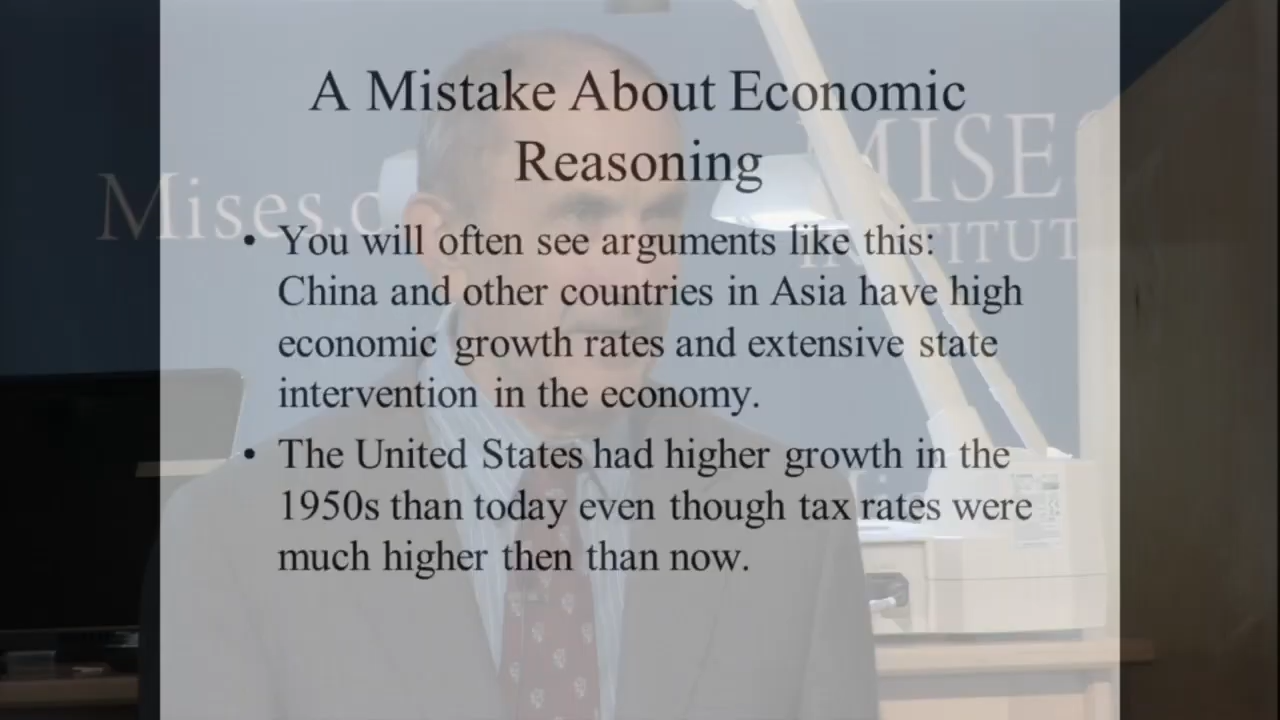 A Mistake About Economic
Reasoning
• You will often see arguments like this:
China and other countries in Asia have high
economic growth rates and extensive state
intervention in the economy.
• The United States had higher growth in the
1950s than today even though tax rates were
much higher then than now.
Mises.o
MISES
INSTITUT